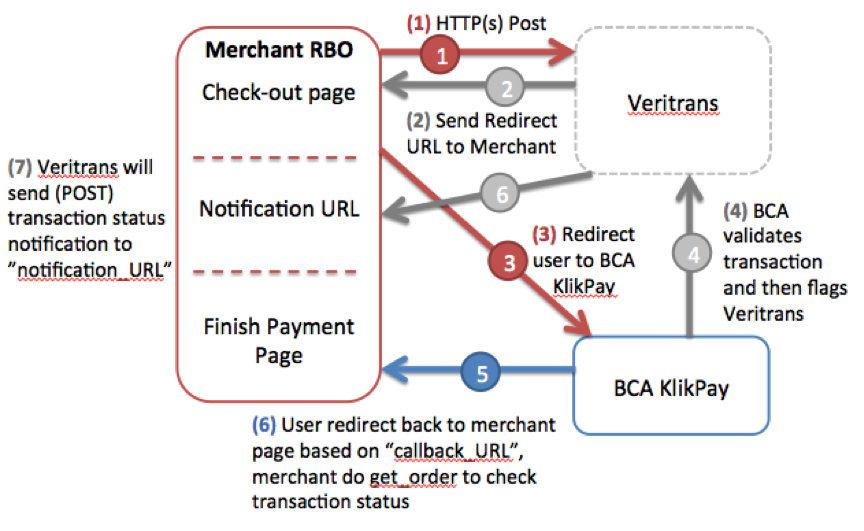 (1) HTTP(s) Post
Merchant RBO
1
Check-out page
2
Veritrans
(2) Send Redirect
URL to Merchant
(7) Veritrans will
send (POST)
transaction status
notification to
”notification_URL”
Notification URL
6
(3) Redirect
user to BCA
KlikPay
3
(4) BCA
validates
transaction
and then flags
Veritrans
4
Finish Payment
Page
5
BCA KlikPay
(6) User redirect back to merchant
page based on “callback_URL”,
merchant do get_order to check
transaction status